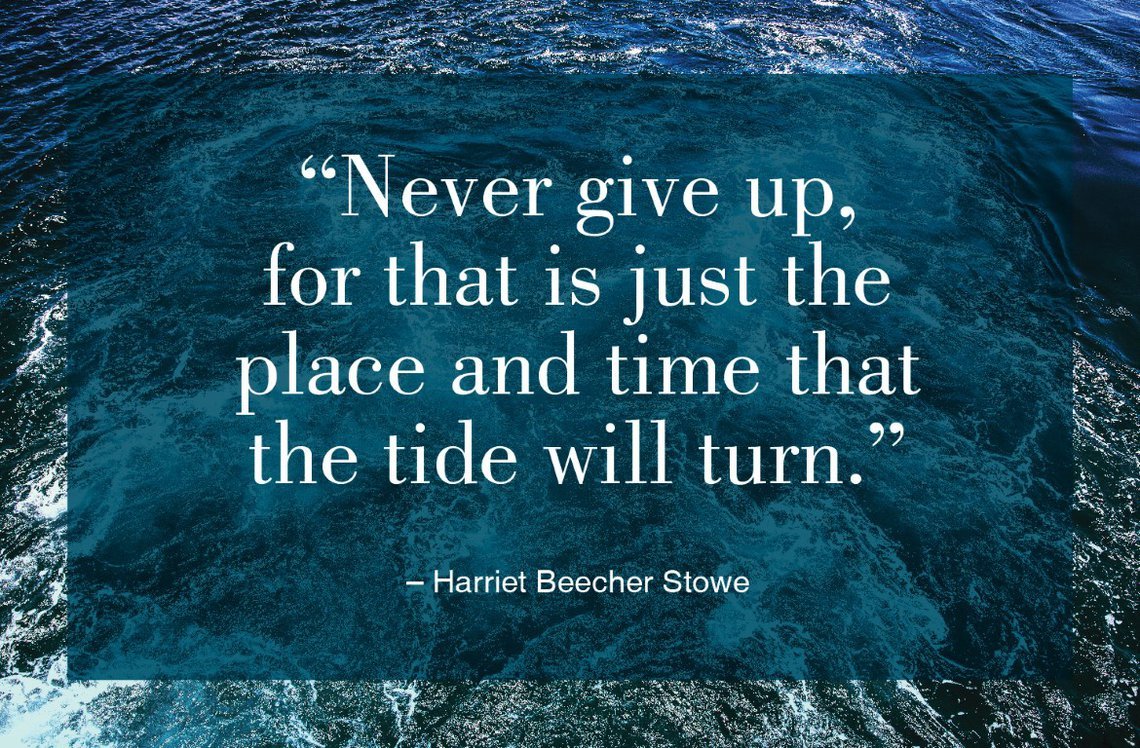 “Never give up,
for that is just the
place and time that
the tide will turn.”
– Harriet Beecher Stowe